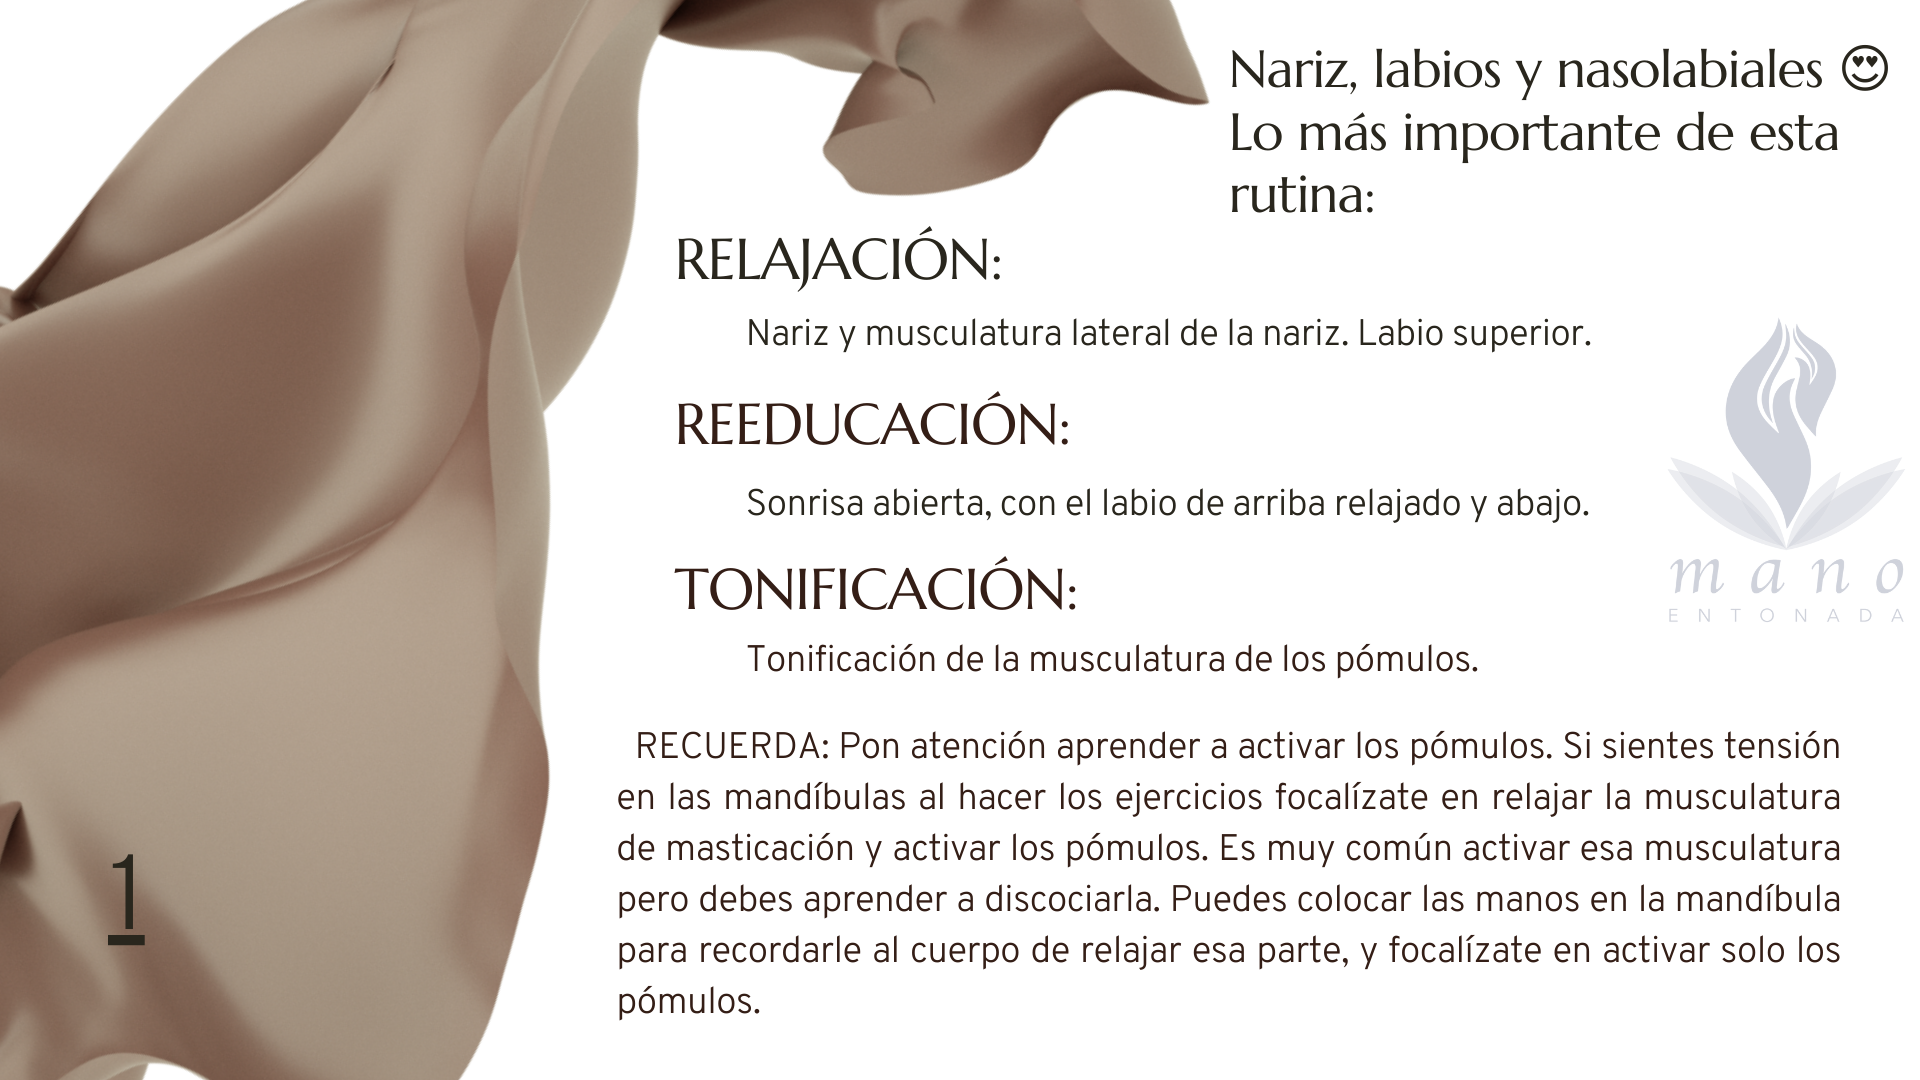 Nariz, labios y nasolabiales 😍
Lo más importante de esta
rutina:
RELAJACIÓN:
Nariz y musculatura lateral de la nariz. Labio superior.
REEDUCACIÓN:
Sonrisa abierta, con el labio de arriba relajado y abajo.
TONIFICACIÓN:
Tonificación de la musculatura de los pómulos.
RECUERDA: Pon atención aprender a activar los pómulos. Si sientes tensión
en las mandíbulas al hacer los ejercicios focalízate en relajar la musculatura
de masticación y activar los pómulos. Es muy común activar esa musculatura
pero debes aprender a discociarla. Puedes colocar las manos en la mandíbula
para recordarle al cuerpo de relajar esa parte, y focalízate en activar solo los
pómulos.
mano
ENTONADA
1